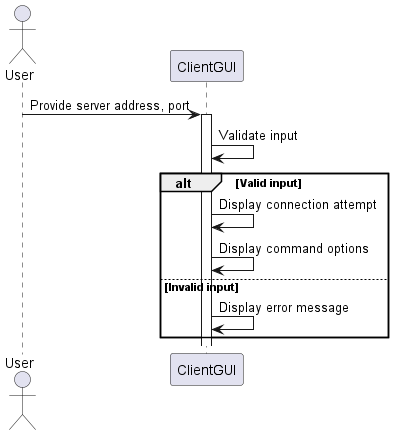 User
ClientGUI
Provide server address, port
Validate input
alt
[Valid input]
Display connection attempt
Display command options
[Invalid input]
Display error message
User
ClientGUI